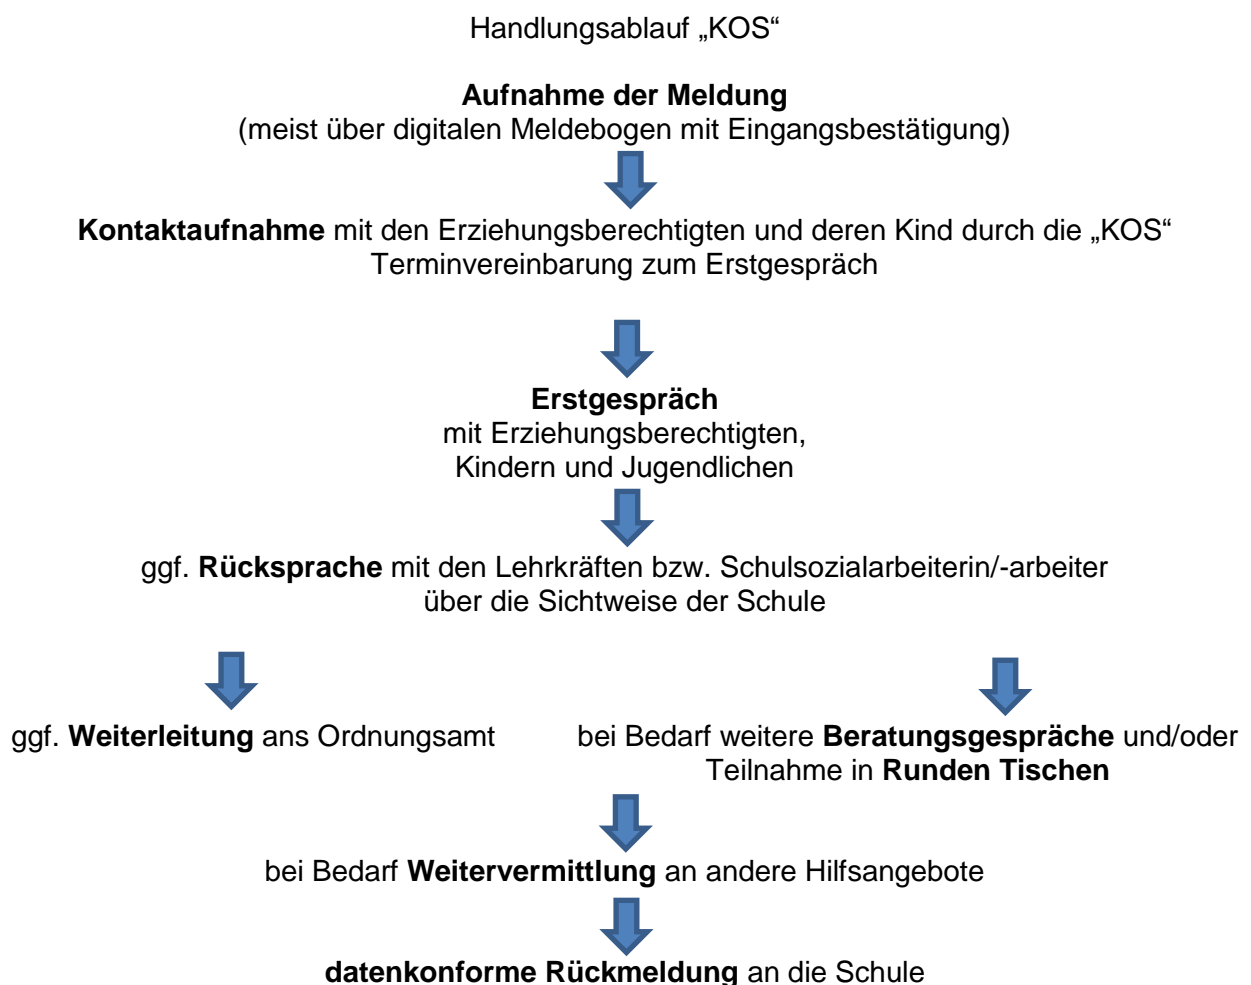 Handlungsablauf „KOS“
Aufnahme der Meldung
(meist über digitalen Meldebogen mit Eingangsbestätigung)
Kontaktaufnahme mit den Erziehungsberechtigten und deren Kind durch die „KOS“
Terminvereinbarung zum Erstgespräch
Erstgespräch
mit Erziehungsberechtigten,
Kindern und Jugendlichen
ggf. Rücksprache mit den Lehrkräften bzw. Schulsozialarbeiterin/-arbeiter
über die Sichtweise der Schule
ggf. Weiterleitung ans Ordnungsamt
bei Bedarf weitere Beratungsgespräche und/oder
Teilnahme in Runden Tischen
bei Bedarf Weitervermittlung an andere Hilfsangebote
datenkonforme Rückmeldung an die Schule